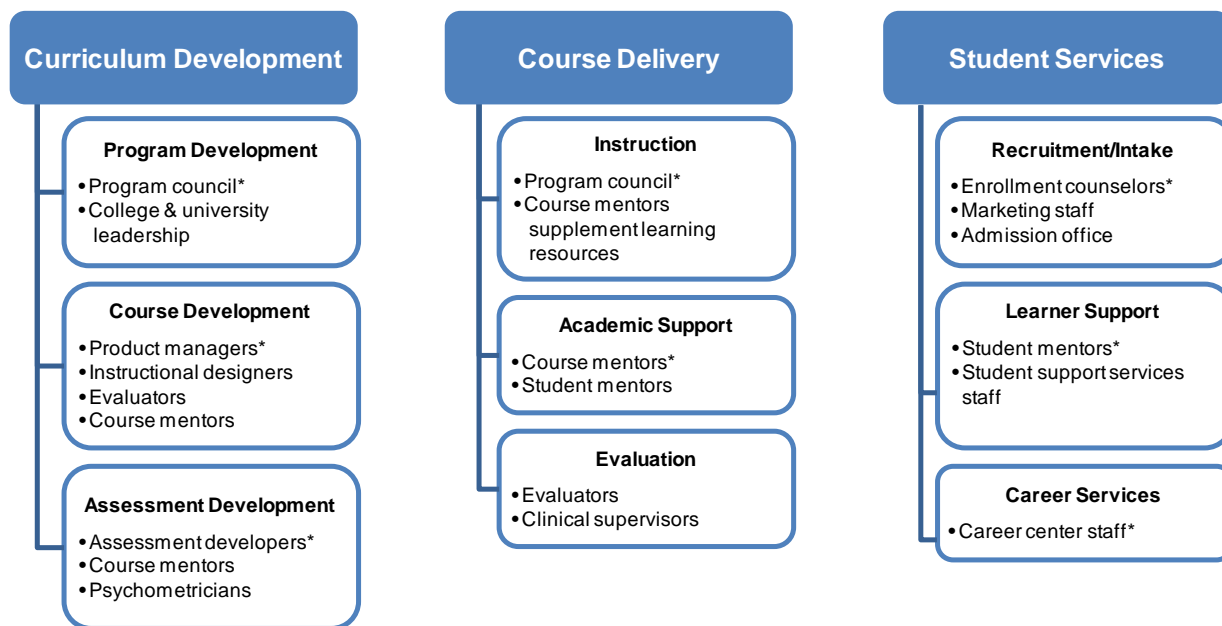 Curriculum Development
Program Development
•Program council*
•College & university
leadership
Course Development
•Product managers*
•Instructional designers
•Evaluators
•Course mentors
Assessment Development
•Assessment developers*
•Course mentors
•Psychometricians
Course Delivery
Instruction
•Program council*
•Course mentors
supplement learning
resources
Academic Support
•Course mentors*
•Student mentors
Evaluation
•Evaluators
•Clinical supervisors
Student Services
Recruitment/Intake
•Enrollment counselors*
•Marketing staff
•Admission office
Learner Support
•Student mentors*
•Student support services
staff
Career Services
•Career center staff*